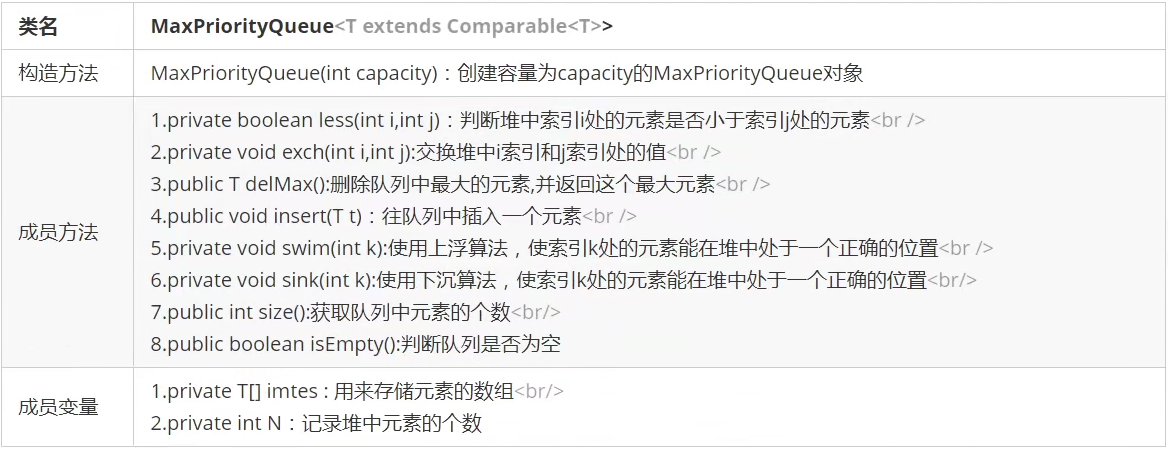 类名 MaxPriorityQueue<T extends Comparable<T>>
构造方法 MaxPriorityQueue(int capacity)：创建容量为capacity的MaxPriorityQueue对象
成员方法
1.private boolean less(int i,int j)：判断堆中索引i处的元素是否小于索引j处的元素<br />
2.private void exch(int i,int j):交换堆中i索引和j索引处的值<br />
3.public T delMax():删除队列中最大的元素,并返回这个最大元素<br />
4.public void insert(T t)：往队列中插入一个元素<br />
5.private void swim(int k):使用上浮算法，使索引k处的元素能在堆中处于一个正确的位置<br />
6.private void sink(int k):使用下沉算法，使索引k处的元素能在堆中处于一个正确的位置<br/>
7.public int size():获取队列中元素的个数<br/>
8.public boolean isEmpty():判断队列是否为空
成员变量
1.private T[] imtes : 用来存储元素的数组<br/>
2.private int N：记录堆中元素的个数